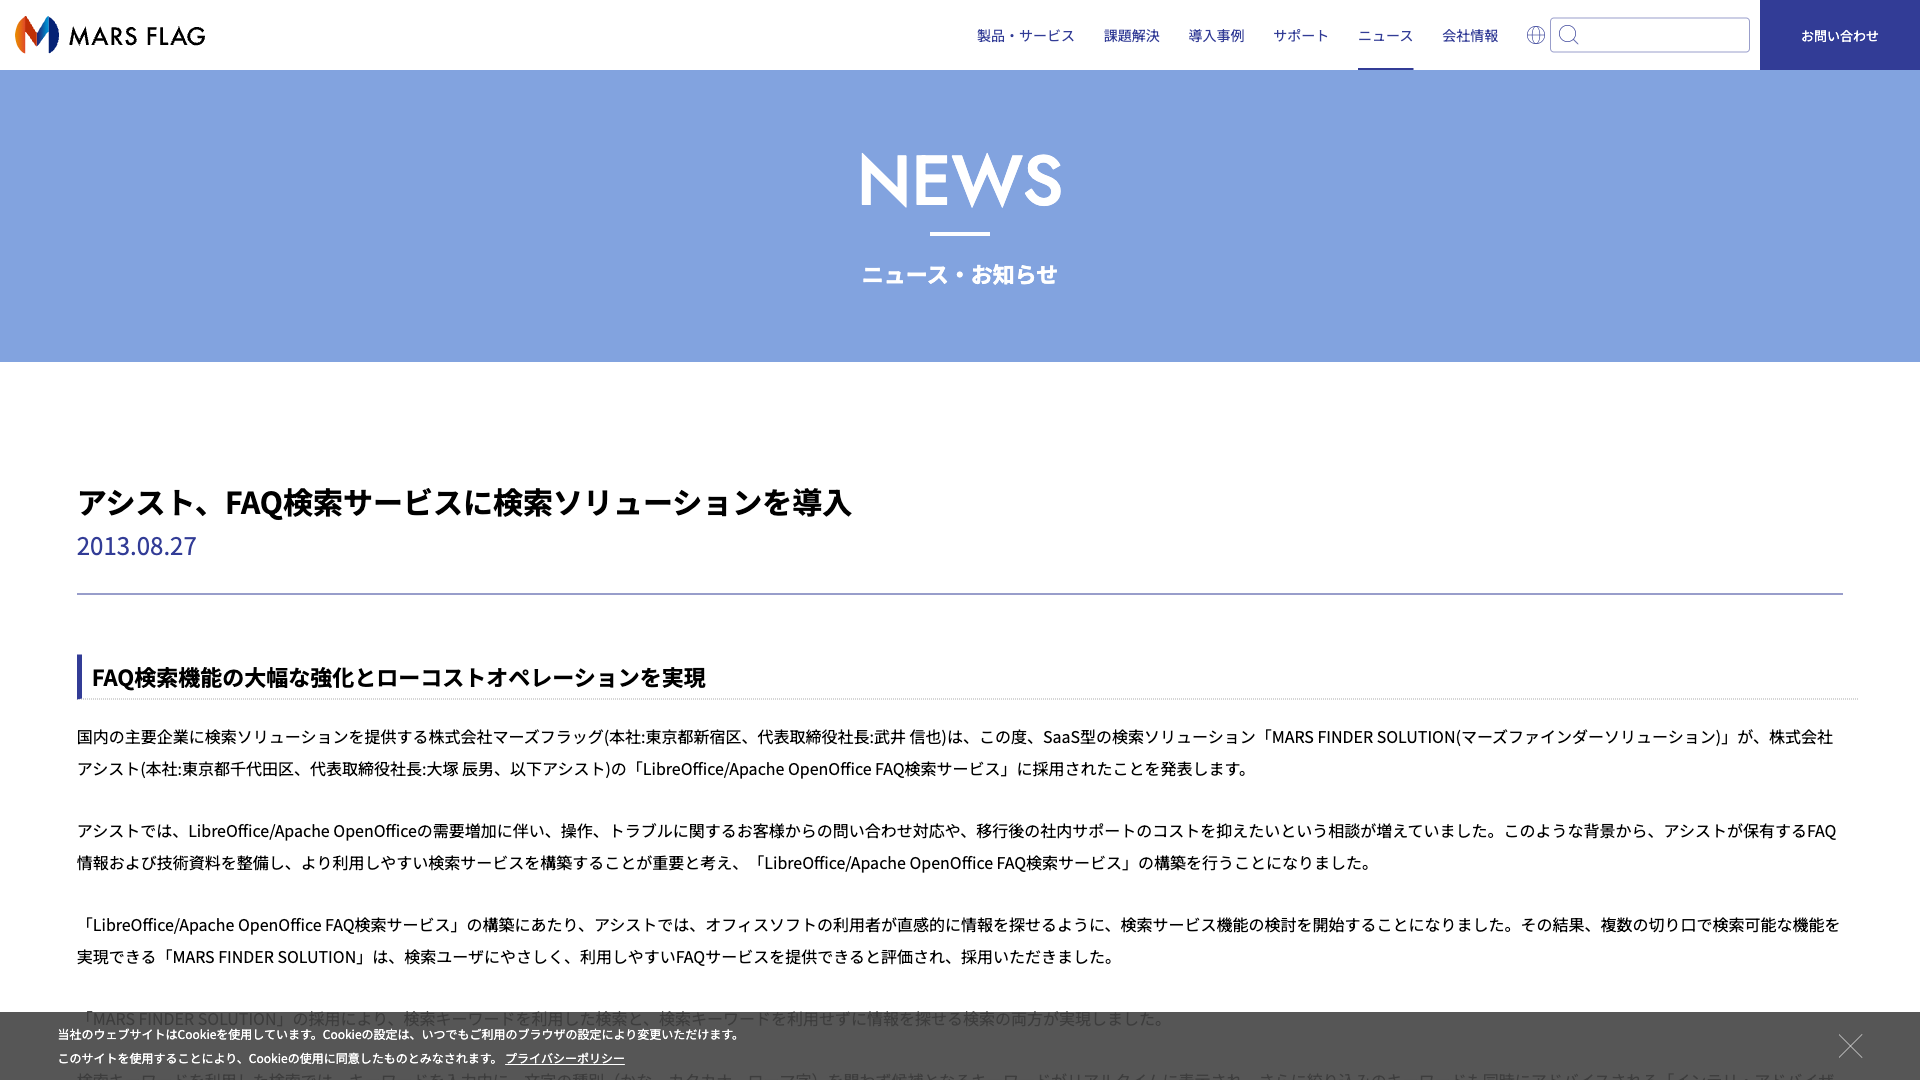 MARS FLAG
製品・サービス
課題解決
導入事例
サポート
ニュース
会社情報
お問い合わせ
NEWS
ニュース・お知らせ
アシスト、FAQ検索サービスに検索ソリューションを導入
2013.08.27
FAQ検索機能の大幅な強化とローコストオペレーションを実現
国内の主要企業に検索ソリューションを提供する株式会社マーズフラッグ(本社:東京都新宿区、代表取締役社長:武井 信也)は、この度、SaaS型の検索ソリューション「MARS FINDER SOLUTION(マーズファインダーソリューション)」が、株式会社
アシスト(本社:東京都千代田区、代表取締役社長:大塚 辰男、以下アシスト)の「LibreOffice/Apache OpenOffice FAQ検索サービス」に採用されたことを発表します。
アシストでは、LibreOffice/Apache OpenOfficeの需要増加に伴い、操作、トラブルに関するお客様からの問い合わせ対応や、移行後の社内サポートのコストを抑えたいという相談が増えていました。このような背景から、アシストが保有するFAQ
情報および技術資料を整備し、より利用しやすい検索サービスを構築することが重要と考え、「LibreOffice/Apache OpenOffice FAQ検索サービス」の構築を行うことになりました。
「LibreOffice/Apache OpenOffice FAQ検索サービス」の構築にあたり、アシストでは、オフィスソフトの利用者が直感的に情報を探せるように、検索サービス機能の検討を開始することになりました。その結果、複数の切り口で検索可能な機能を
実現できる「MARS FINDER SOLUTION」は、検索ユーザにやさしく、利用しやすいFAQサービスを提供できると評価され、採用いただきました。
「MARS FINDER SOLUTION」の採用により、検索キーワードを利用した検索と、検索キーワードを利用せずに情報を探せる検索の両方が実現しました。
当社のウェブサイトはCookieを使用しています。Cookieの設定は、いつでもご利用のブラウザの設定により変更いただけます。
このサイトを使用することにより、Cookieの使用に同意したものとみなされます。 プライバシーポリシー